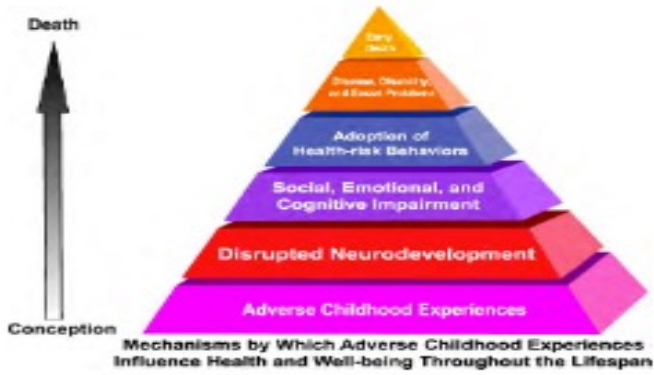 Death
Early
Death
Disease, Disability,
and Social Problems
Adoption of
Health-risk Behaviors
Social, Emotional, and
Cognitive Impairment
Disrupted Neurodevelopment
Adverse Childhood Experiences
Conception
Mechanisms by Which Adverse Childhood Experiences
Influence Health and Well-being Throughout the Lifespan